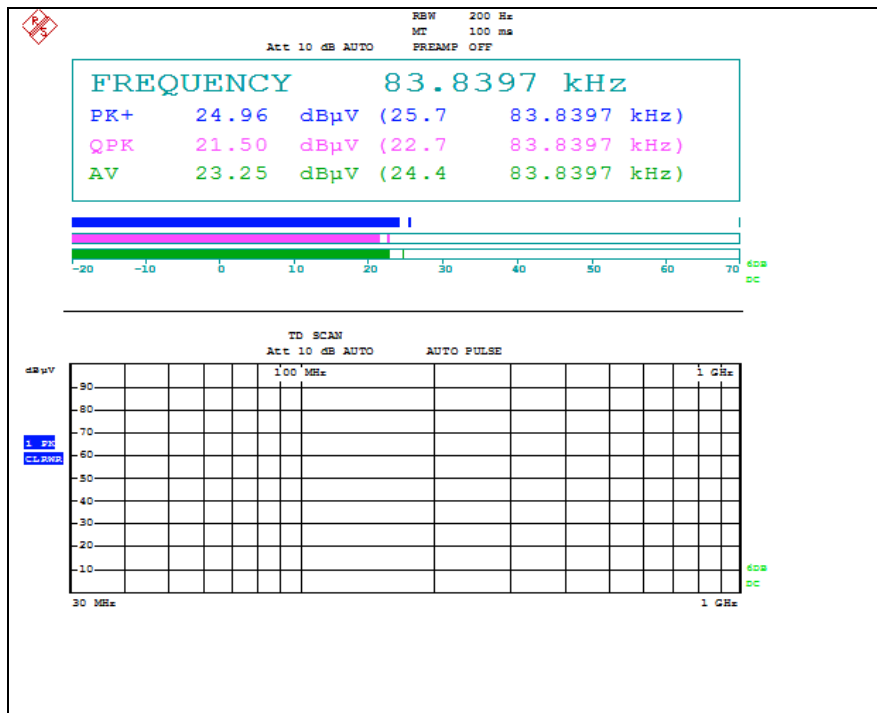 R S
RBW 200 Hz
MT 100 ms
Att 10 dB AUTO PREAMP OFF
FREQUENCY 83.8397 kHz
PK+ 24.96 dBµV (25.7 83.8397 kHz)
QPK 21.50 dBµV (22.7 83.8397 kHz)
AV 23.25 dBµV (24.4 83.8397 kHz)
-20 -10 0 10 20 30 40 50 60 70
6DB
DC
TD SCAN
Att 10 dB AUTO AUTO PULSE
dBµV
100 MHz 1 GHz
90
80
70
1 PK
60
CLRWR
50
40
30
20
10
6DB
DC
30 MHz 1 GHz